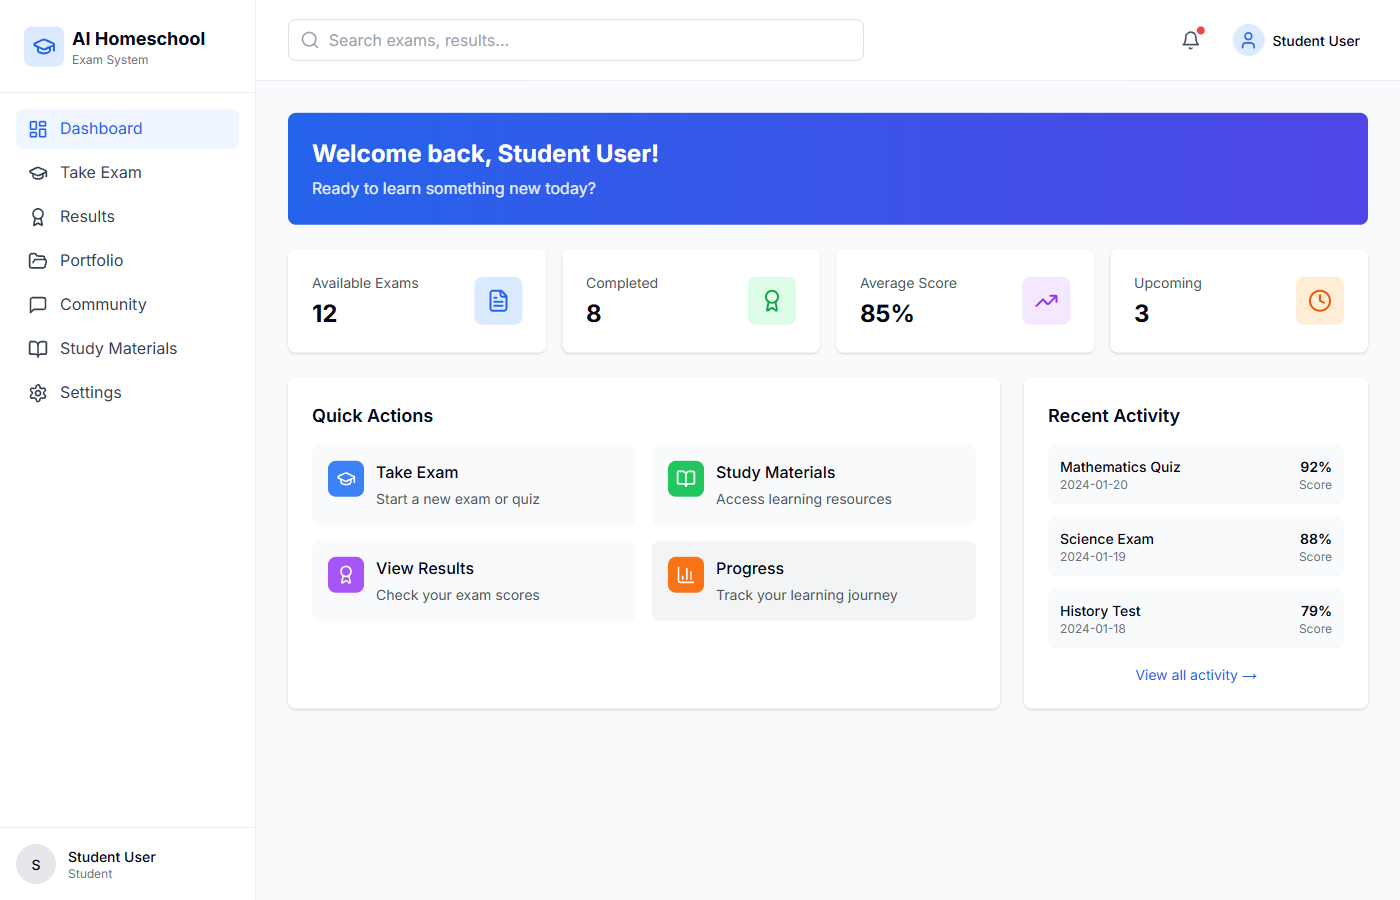 AI Homeschool
Exam System
Dashboard
Take Exam
Results
Portfolio
Community
Study Materials
Settings
S
Student User
Student
Search exams, results...
Student User
Welcome back, Student User!
Ready to learn something new today?
Available Exams
12
Completed
8
Average Score
85%
Upcoming
3
Quick Actions
Take Exam
Start a new exam or quiz
Study Materials
Access learning resources
View Results
Check your exam scores
Progress
Track your learning journey
Recent Activity
Mathematics Quiz
92%
2024-01-20
Score
Science Exam
88%
2024-01-19
Score
History Test
79%
2024-01-18
Score
View all activity →